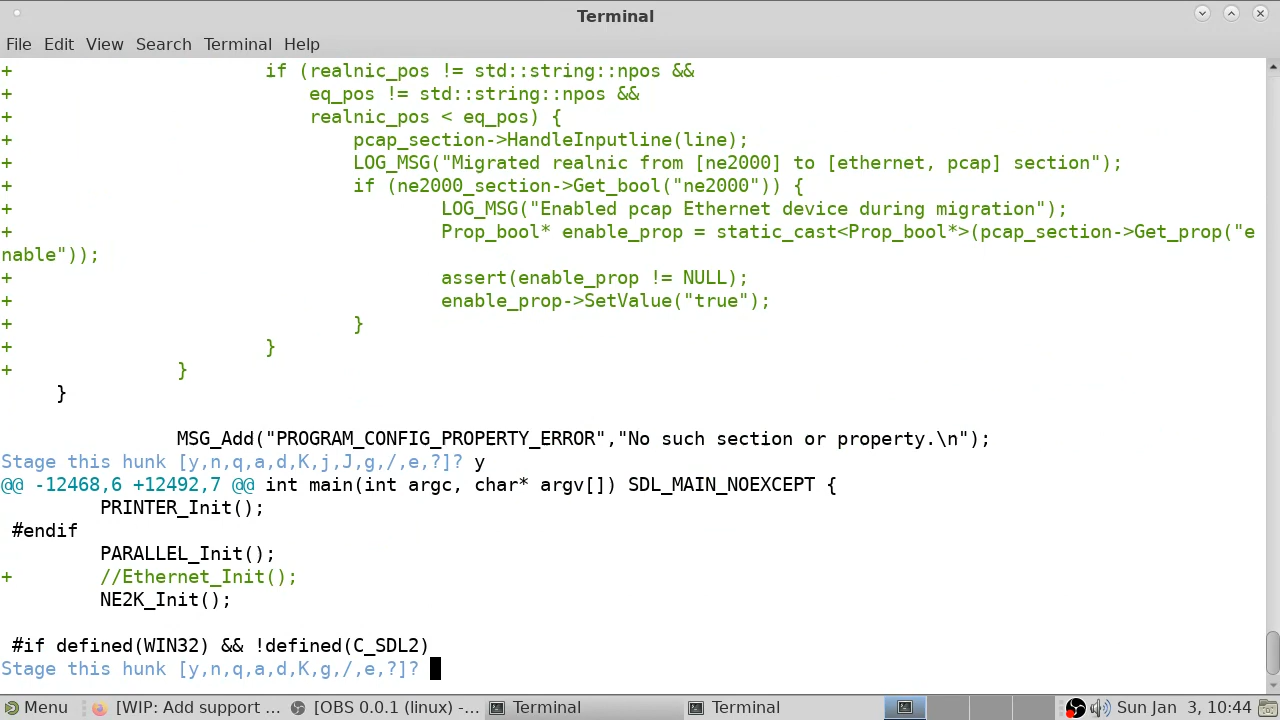 Terminal
File Edit View Search Terminal Help
+ if (realnic_pos != std::string::npos &&
+ eq_pos != std::string::npos &&
+ realnic_pos < eq_pos) {
+ pcap_section->HandleInputline(line);
+ LOG_MSG("Migrated realnic from [ne2000] to [ethernet, pcap] section");
+ if (ne2000_section->Get_bool("ne2000")) {
+ LOG_MSG("Enabled pcap Ethernet device during migration");
+ Prop_bool* enable_prop = static_cast<Prop_bool*>(pcap_section->Get_prop("e
nable"));
+ assert(enable_prop != NULL);
+ enable_prop->SetValue("true");
+ }
+ }
+ }
}
MSG_Add("PROGRAM_CONFIG_PROPERTY_ERROR","No such section or property.\n");
Stage this hunk [y,n,q,a,d,K,j,J,g,/,e,?]? y
@@ -12468,6 +12492,7 @@ int main(int argc, char* argv[]) SDL_MAIN_NOEXCEPT {
PRINTER_Init();
#endif
PARALLEL_Init();
+ //Ethernet_Init();
NE2K_Init();
#if defined(WIN32) && !defined(C_SDL2)
Stage this hunk [y,n,q,a,d,K,g,/,e,?]?
Menu [WIP: Add support ... [OBS 0.0.1 (linux) -... Terminal Terminal Sun Jan 3, 10:44